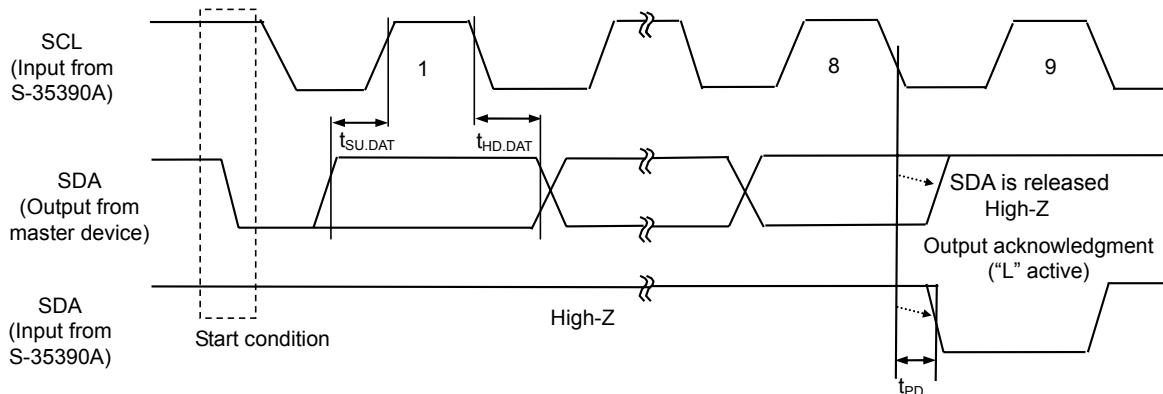 SCL
(Input from
S-35390A)
1
8
9
tSU.DAT
tHD.DAT
SDA
(Output from
master device)
SDA is released
High-Z
Output acknowledgment
(“L” active)
SDA
(Input from
S-35390A)
Start condition
High-Z
tPD